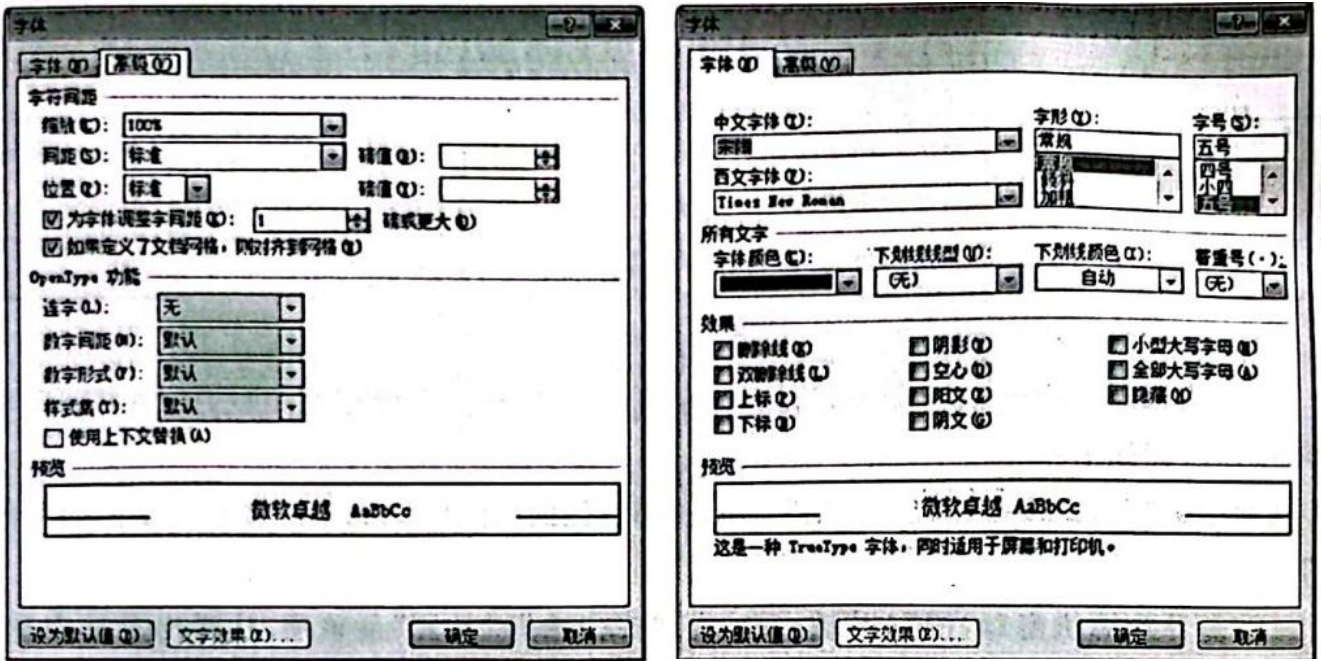 字体
字体(N) 高级(V)
字符间距
缩放(C): 100%
间距(S): 标准 磅值(B):
位置(P): 标准 磅值(Y):
为字体调整字间距(K): 1 磅或更大(O)
如果定义了文档网格，则对齐到网格(W)
OpenType 功能
连字(L): 无
数字间距(M): 默认
数字形式(F): 默认
样式集(T): 默认
使用上下文替换(A)
预览
微软卓越 AaBbCc
设为默认值(D) 文字效果(E)... 确定 取消
字体
字体(N) 高级(V)
中文字体(T): 字形(Y): 字号(S):
宋体 常规 五号
西文字体(F): 常规 四号
Times New Roman 倾斜 小四
加粗 五号
所有文字
字体颜色(C): 下划线线型(U): 下划线颜色(I): 着重号(·):
(无) 自动 (无)
效果
删除线(K) 阴影(W) 小型大写字母(M)
双删除线(L) 空心(O) 全部大写字母(A)
上标(P) 阳文(E) 隐藏(H)
下标(B) 阴文(G)
预览
微软卓越 AaBbCc
这是一种 TrueType 字体，同时适用于屏幕和打印机。
设为默认值(D) 文字效果(E)... 确定 取消